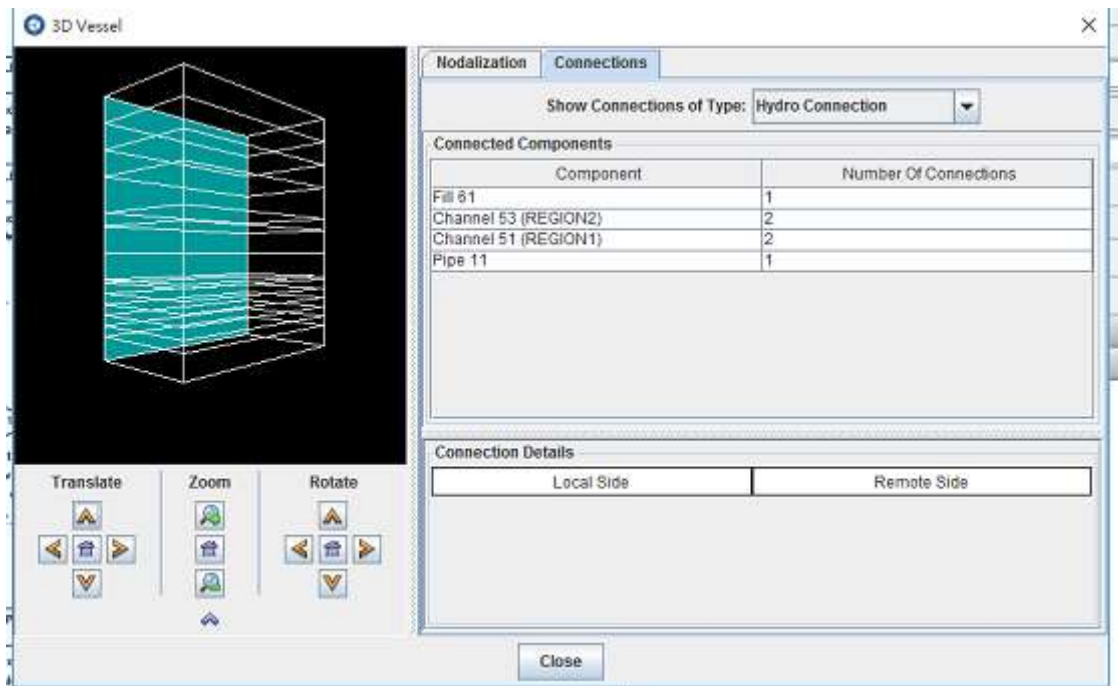 3D Vessel
Nodalization Connections
Show Connections of Type: Hydro Connection
Connected Components
Component Number Of Connections
Fill 61 1
Channel 53 (REGION2) 2
Channel 51 (REGION1) 2
Pipe 11 1
Connection Details
Local Side Remote Side
Translate Zoom Rotate
Close